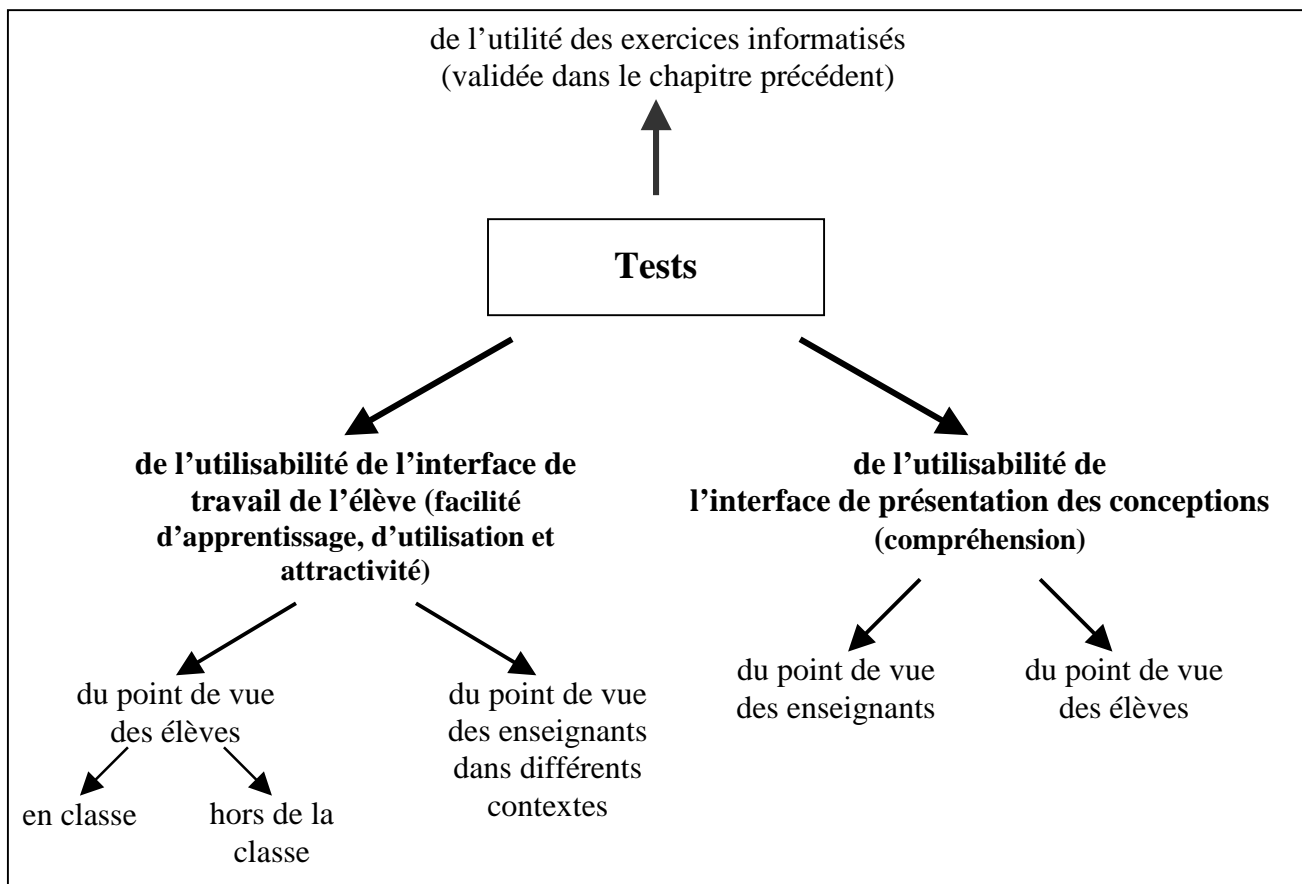 de l’utilité des exercices informatisés
(validée dans le chapitre précédent)
Tests
de l’utilisabilité de l’interface de
travail de l’élève (facilité
d’apprentissage, d’utilisation et
attractivité)
de l’utilisabilité de
l’interface de présentation des conceptions
(compréhension)
du point de vue
des élèves
du point de vue
des enseignants
dans différents
contextes
du point de vue
des enseignants
du point de vue
des élèves
en classe
hors de la
classe